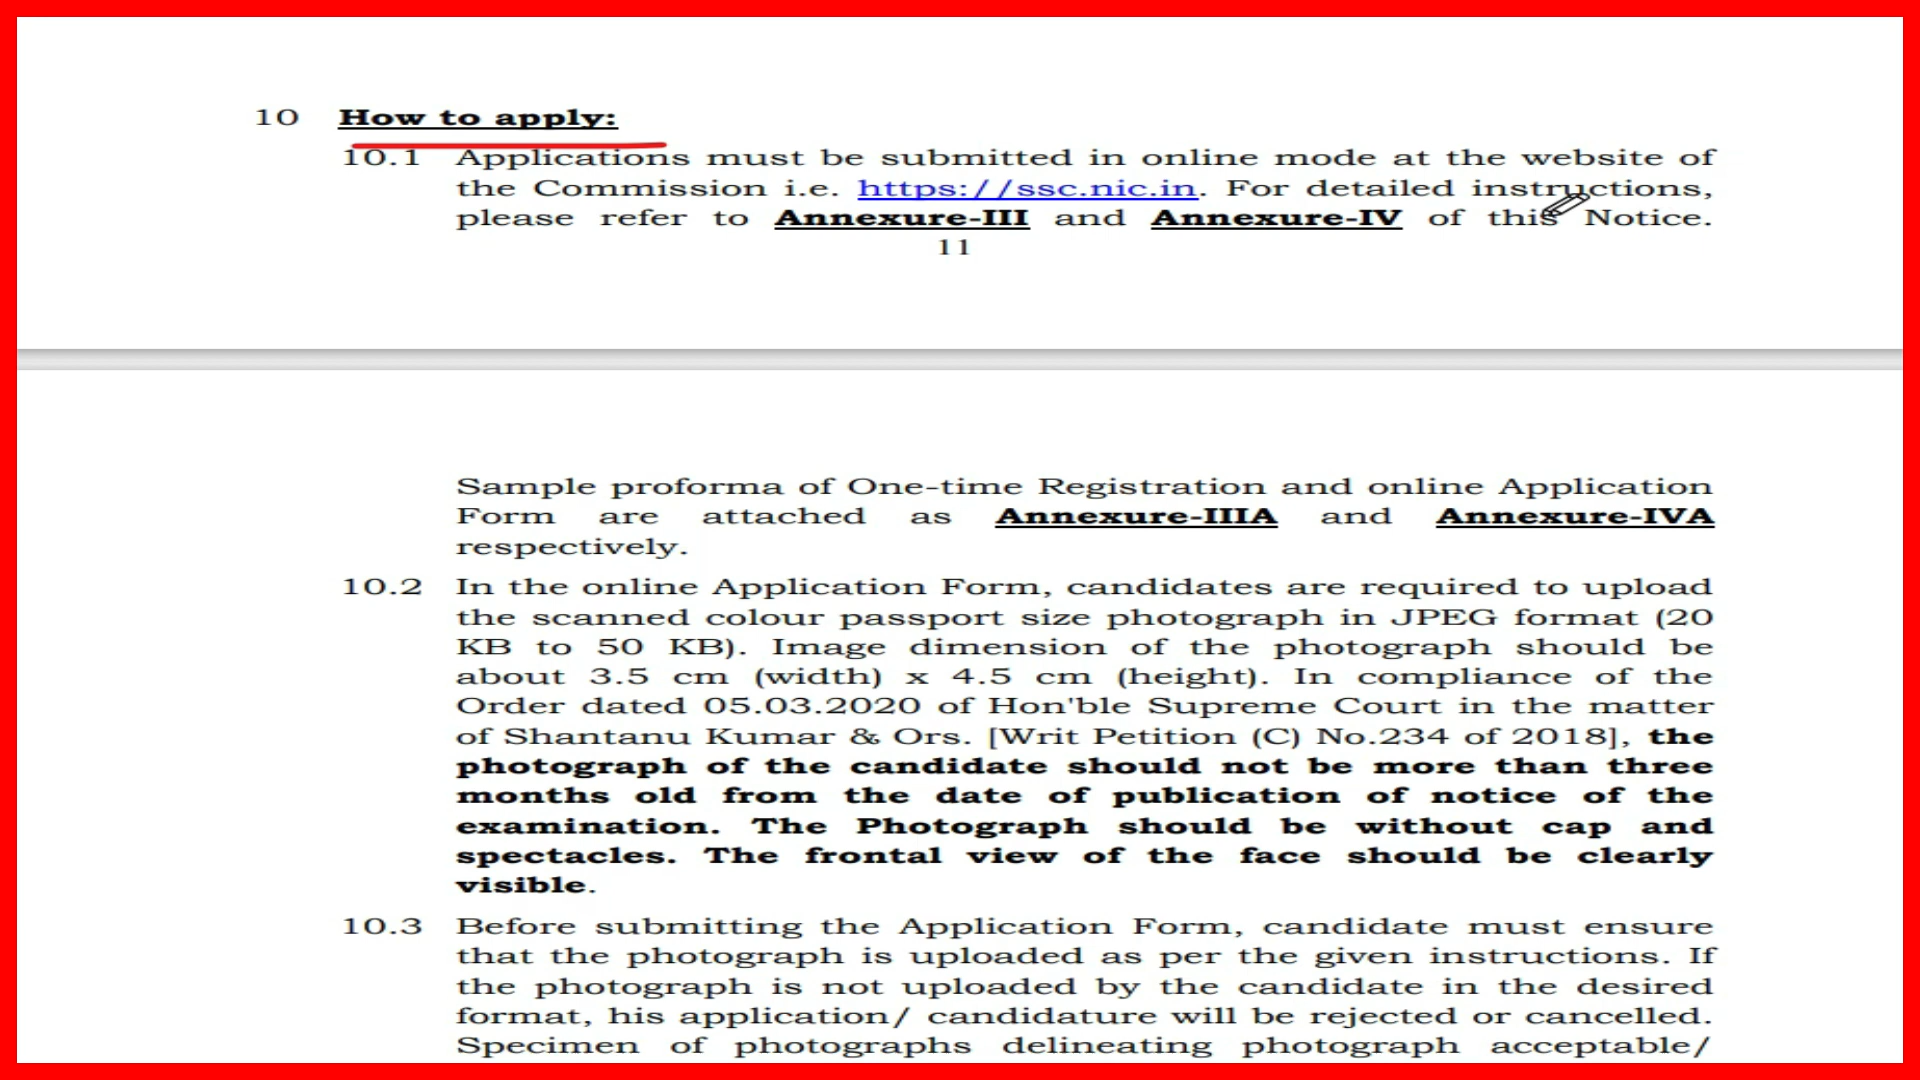 10 How to apply:
10.1 Applications must be submitted in online mode at the website of
the Commission i.e. https://ssc.nic.in. For detailed instructions,
please refer to Annexure-III and Annexure-IV of this Notice.
11
Sample proforma of One-time Registration and online Application
Form are attached as Annexure-IIIA and Annexure-IVA
respectively.
10.2 In the online Application Form, candidates are required to upload
the scanned colour passport size photograph in JPEG format (20
KB to 50 KB). Image dimension of the photograph should be
about 3.5 cm (width) x 4.5 cm (height). In compliance of the
Order dated 05.03.2020 of Hon'ble Supreme Court in the matter
of Shantanu Kumar & Ors. [Writ Petition (C) No.234 of 2018], the
photograph of the candidate should not be more than three
months old from the date of publication of notice of the
examination. The Photograph should be without cap and
spectacles. The frontal view of the face should be clearly
visible.
10.3 Before submitting the Application Form, candidate must ensure
that the photograph is uploaded as per the given instructions. If
the photograph is not uploaded by the candidate in the desired
format, his application/ candidature will be rejected or cancelled.
Specimen of photographs delineating photograph acceptable/